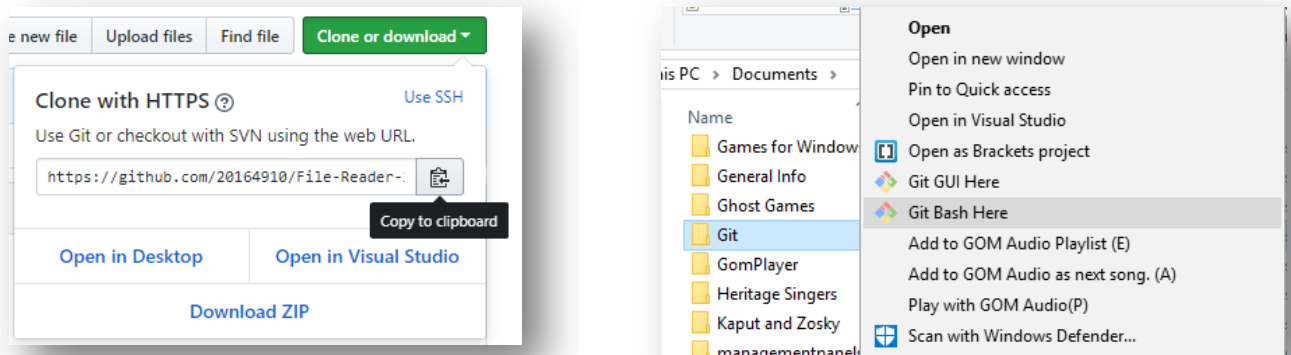 e new file
Upload files
Find file
Clone or download
Clone with HTTPS
Use SSH
Use Git or checkout with SVN using the web URL.
https://github.com/20164910/File-Reader-
Copy to clipboard
Open in Desktop
Open in Visual Studio
Download ZIP
his PC > Documents >
Name
Games for Window
General Info
Ghost Games
Git
GomPlayer
Heritage Singers
Kaput and Zosky
managementpanel
Open
Open in new window
Pin to Quick access
Open in Visual Studio
Open as Brackets project
Git GUI Here
Git Bash Here
Add to GOM Audio Playlist (E)
Add to GOM Audio as next song. (A)
Play with GOM Audio(P)
Scan with Windows Defender...